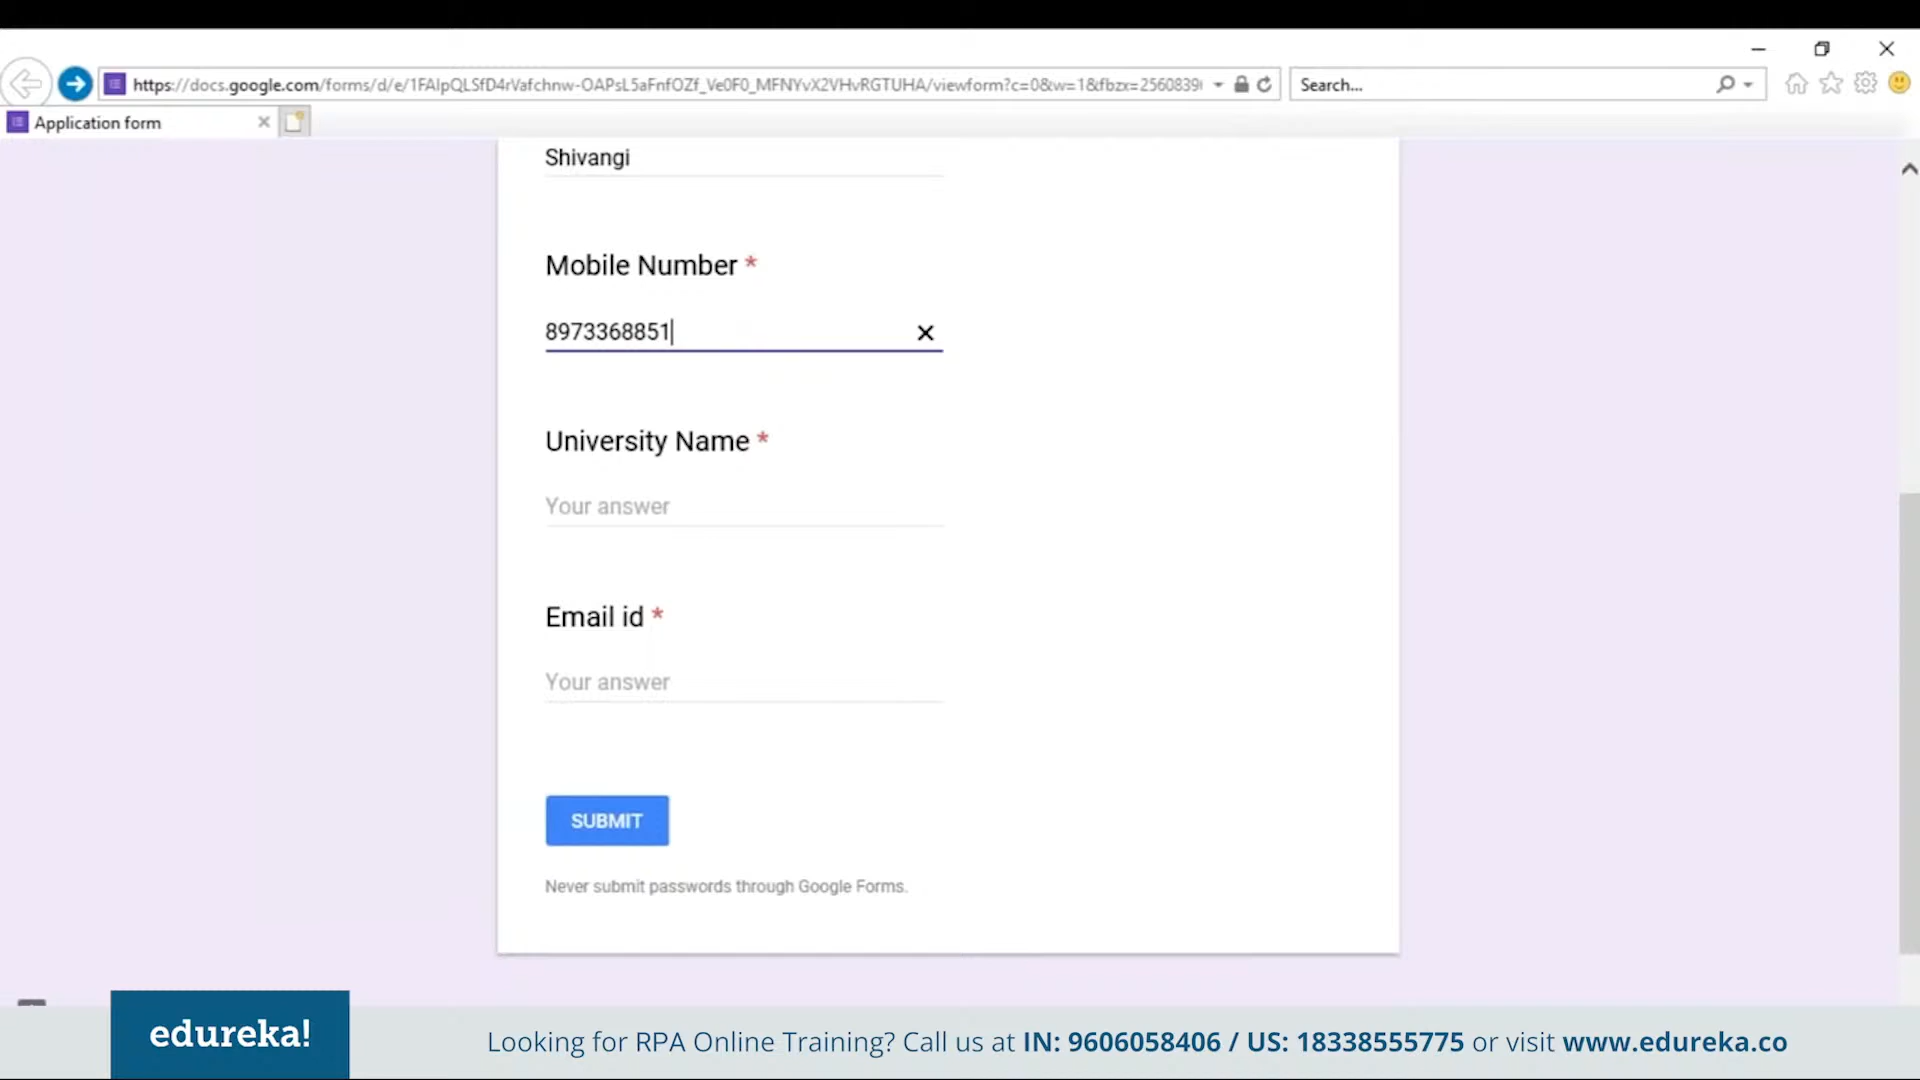 https://docs.google.com/forms/d/e/1FAIpQLSfD4rVafchnw-OAPsL5aFnfOZf_Ve0F0_MFNYvX2VHvRGTUHA/viewform?c=0&w=1&fbzx=2560839
Search...
Application form
Shivangi
Mobile Number *
8973368851
University Name *
Your answer
Email id *
Your answer
SUBMIT
Never submit passwords through Google Forms.
edureka!
Looking for RPA Online Training? Call us at IN: 9606058406 / US: 18338555775 or visit www.edureka.co